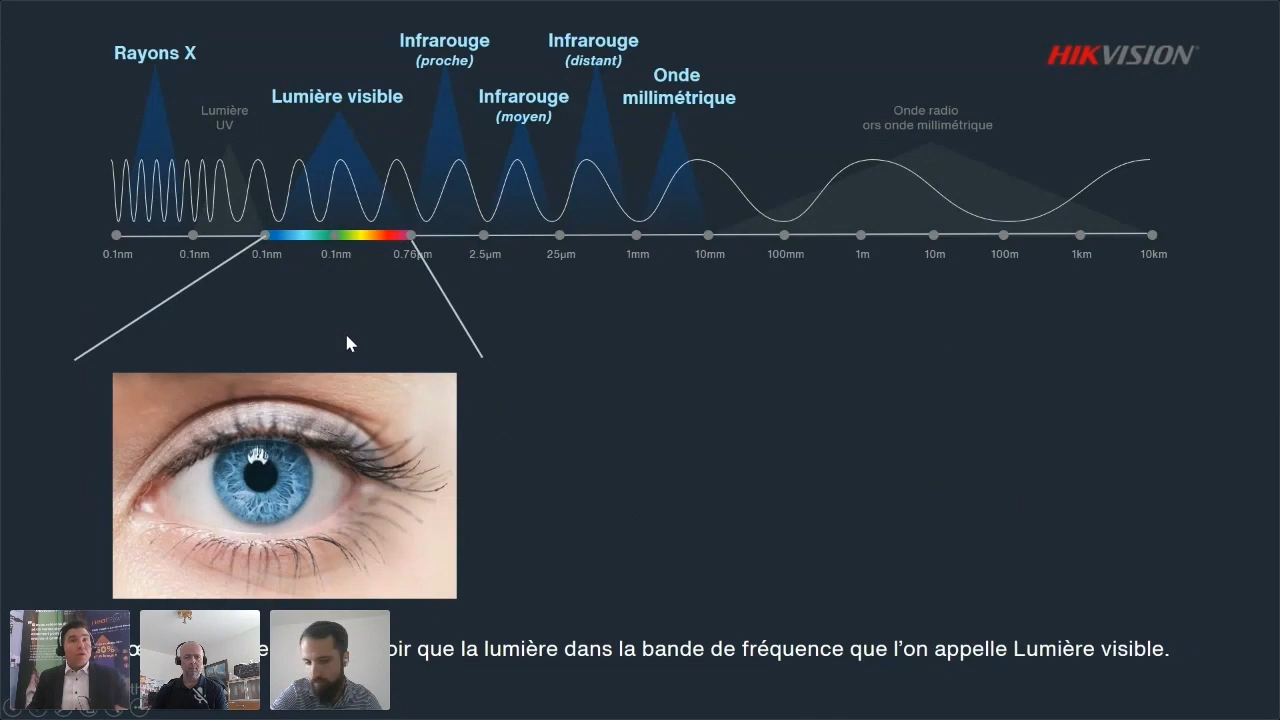 Rayons X
Lumière
UV
Lumière visible
Infrarouge
(proche)
Infrarouge
(moyen)
Infrarouge
(distant)
Onde
millimétrique
Onde radio
ors onde millimétrique
HIKVISION
0.1nm 0.1nm 0.1nm 0.1nm 0.76µm 2.5µm 25µm 1mm 10mm 100mm 1m 10m 100m 1km 10km
que la lumière dans la bande de fréquence que l'on appelle Lumière visible.